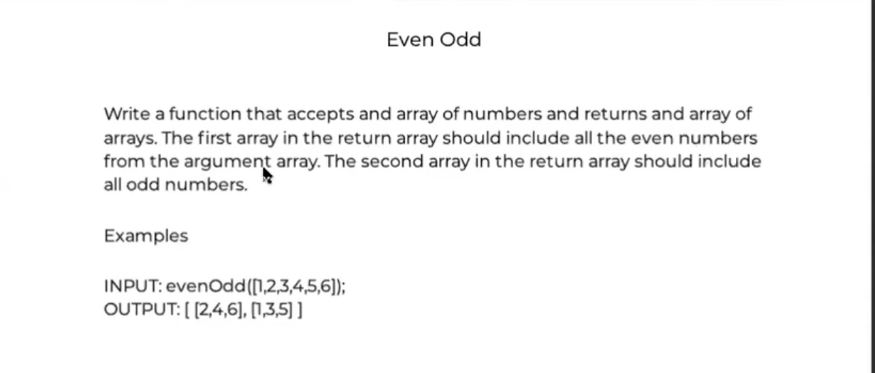 Even Odd
Write a function that accepts and array of numbers and returns and array of
arrays. The first array in the return array should include all the even numbers
from the argument array. The second array in the return array should include
all odd numbers.
Examples
INPUT: evenOdd([1,2,3,4,5,6]);
OUTPUT: [ [2,4,6], [1,3,5] ]